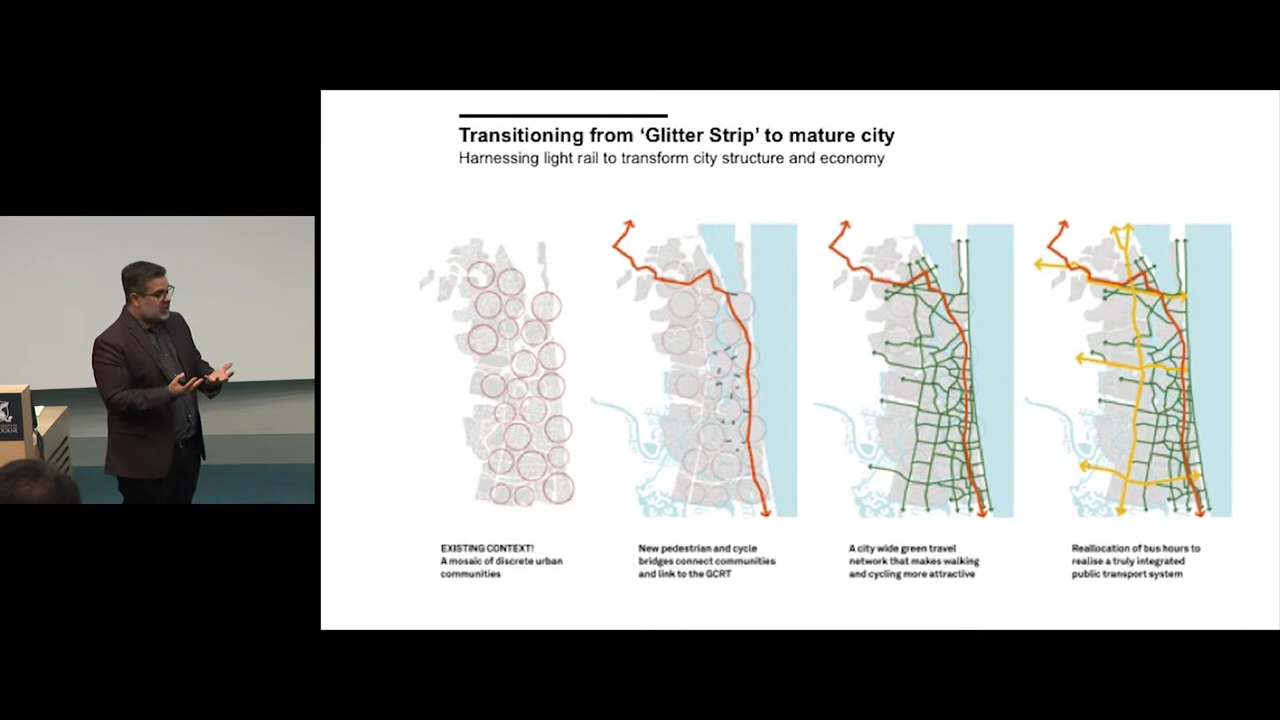 Transitioning from ‘Glitter Strip’ to mature city
Harnessing light rail to transform city structure and economy
EXISTING CONTEXT!
A mosaic of discrete urban
communities
New pedestrian and cycle
bridges connect communities
and link to the GCRT
A city wide green travel
network that makes walking
and cycling more attractive
Reallocation of bus hours to
realise a truly integrated
public transport system